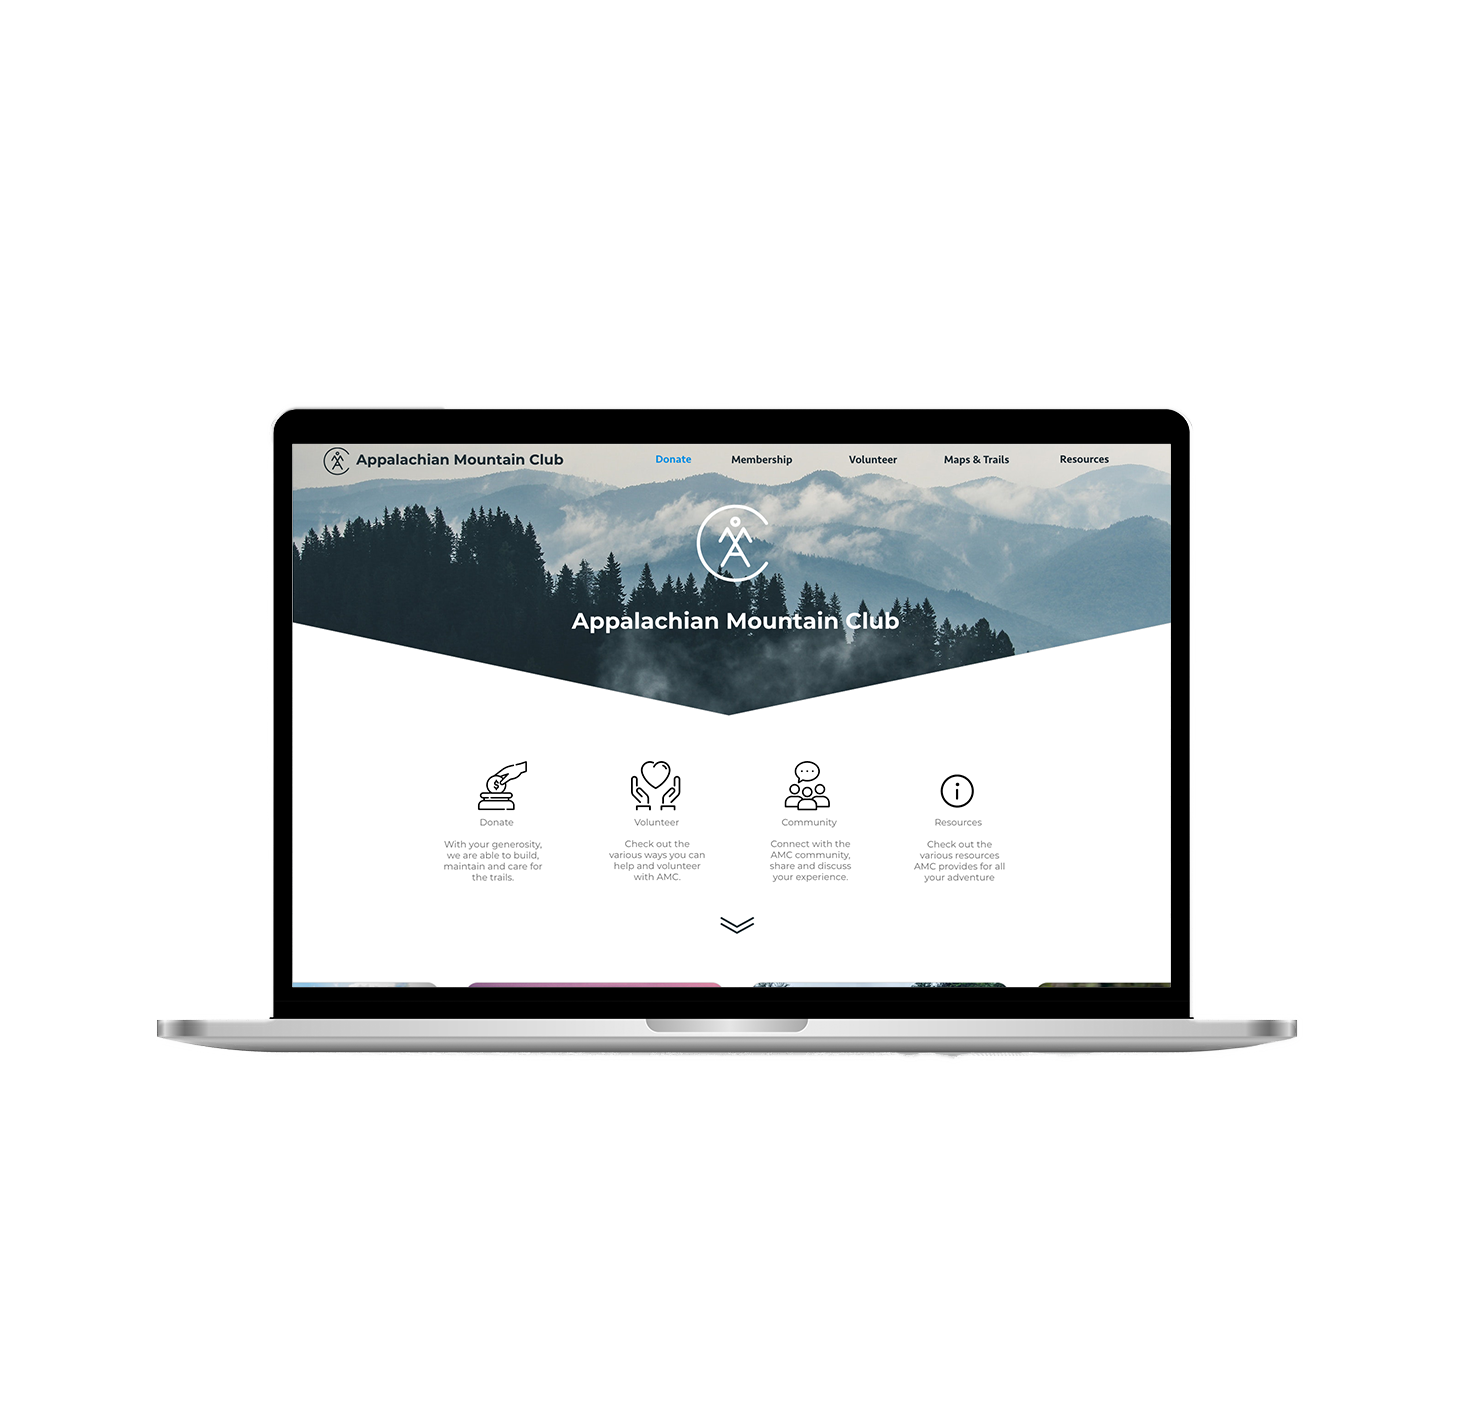 Appalachian Mountain Club
Donate Membership Volunteer Maps & Trails Resources
Appalachian Mountain Club
Donate
With your generosity,
we are able to build,
maintain and care for
the trails.
Volunteer
Check out the
various ways you can
help and volunteer
with AMC.
Community
Connect with the
AMC community,
share and discuss
your experience.
Resources
Check out the
various resources
AMC provides for all
your adventure